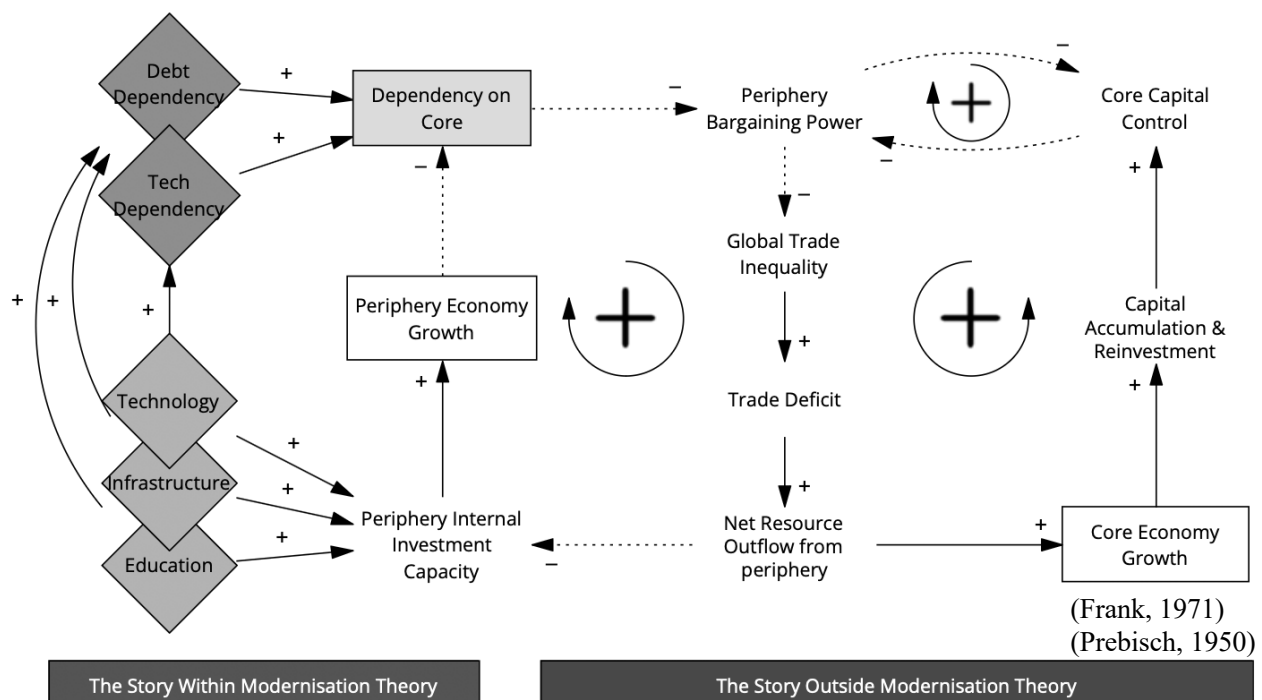 Debt
Dependency
Tech
Dependency
Technology
Infrastructure
Education
+
+
+
+
+
+
+
+
Dependency on
Core
−
Periphery Economy
Growth
+
Periphery Internal
Investment
Capacity
−
Periphery
Bargaining Power
−
Global Trade
Inequality
+
Trade Deficit
+
Net Resource
Outflow from
periphery
−
+
−
−
+
+
+
Core Capital
Control
+
Capital
Accumulation &
Reinvestment
+
Core Economy
Growth
+
(Frank, 1971)
(Prebisch, 1950)
The Story Within Modernisation Theory
The Story Outside Modernisation Theory